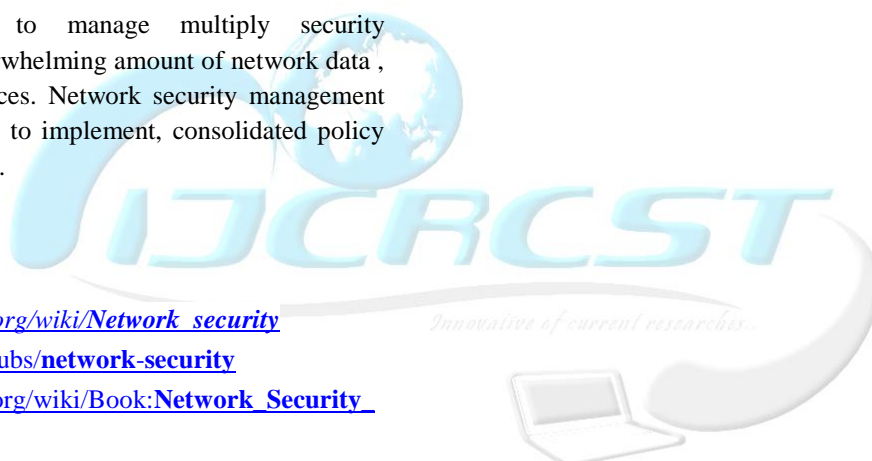 to manage multiply security
rwhelming amount of network data ,
ces. Network security management
to implement, consolidated policy
.
IJCRCST
Innovative of current researches..
org/wiki/Network_security
ubs/network-security
org/wiki/Book:Network_Security_